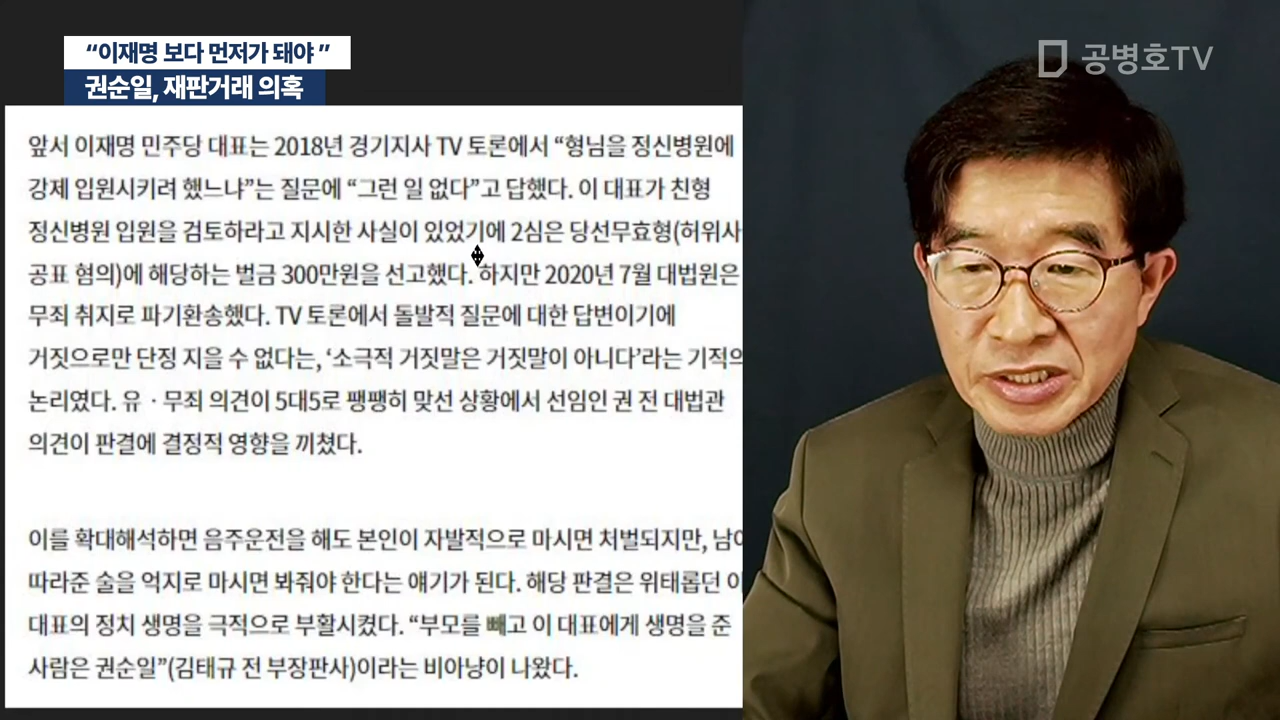 “이재명 보다 먼저가 돼야 ”
권순일, 재판거래 의혹
공병호TV
앞서 이재명 민주당 대표는 2018년 경기지사 TV 토론에서 “형님을 정신병원에
강제 입원시키려 했느냐”는 질문에 “그런 일 없다”고 답했다. 이 대표가 친형
정신병원 입원을 검토하라고 지시한 사실이 있었기에 2심은 당선무효형(허위사
공표 혐의)에 해당하는 벌금 300만원을 선고했다. 하지만 2020년 7월 대법원은
무죄 취지로 파기환송했다. TV 토론에서 돌발적 질문에 대한 답변이기에
거짓으로만 단정 지을 수 없다는, ‘소극적 거짓말은 거짓말이 아니다’라는 기적의
논리였다. 유 · 무죄 의견이 5대5로 팽팽히 맞선 상황에서 선임인 권 전 대법관
의견이 판결에 결정적 영향을 끼쳤다.
이를 확대해석하면 음주운전을 해도 본인이 자발적으로 마시면 처벌되지만, 남이
따라준 술을 억지로 마시면 봐줘야 한다는 얘기가 된다. 해당 판결은 위태롭던 이
대표의 정치 생명을 극적으로 부활시켰다. “부모를 빼고 이 대표에게 생명을 준
사람은 권순일”(김태규 전 부장판사)이라는 비아냥이 나왔다.